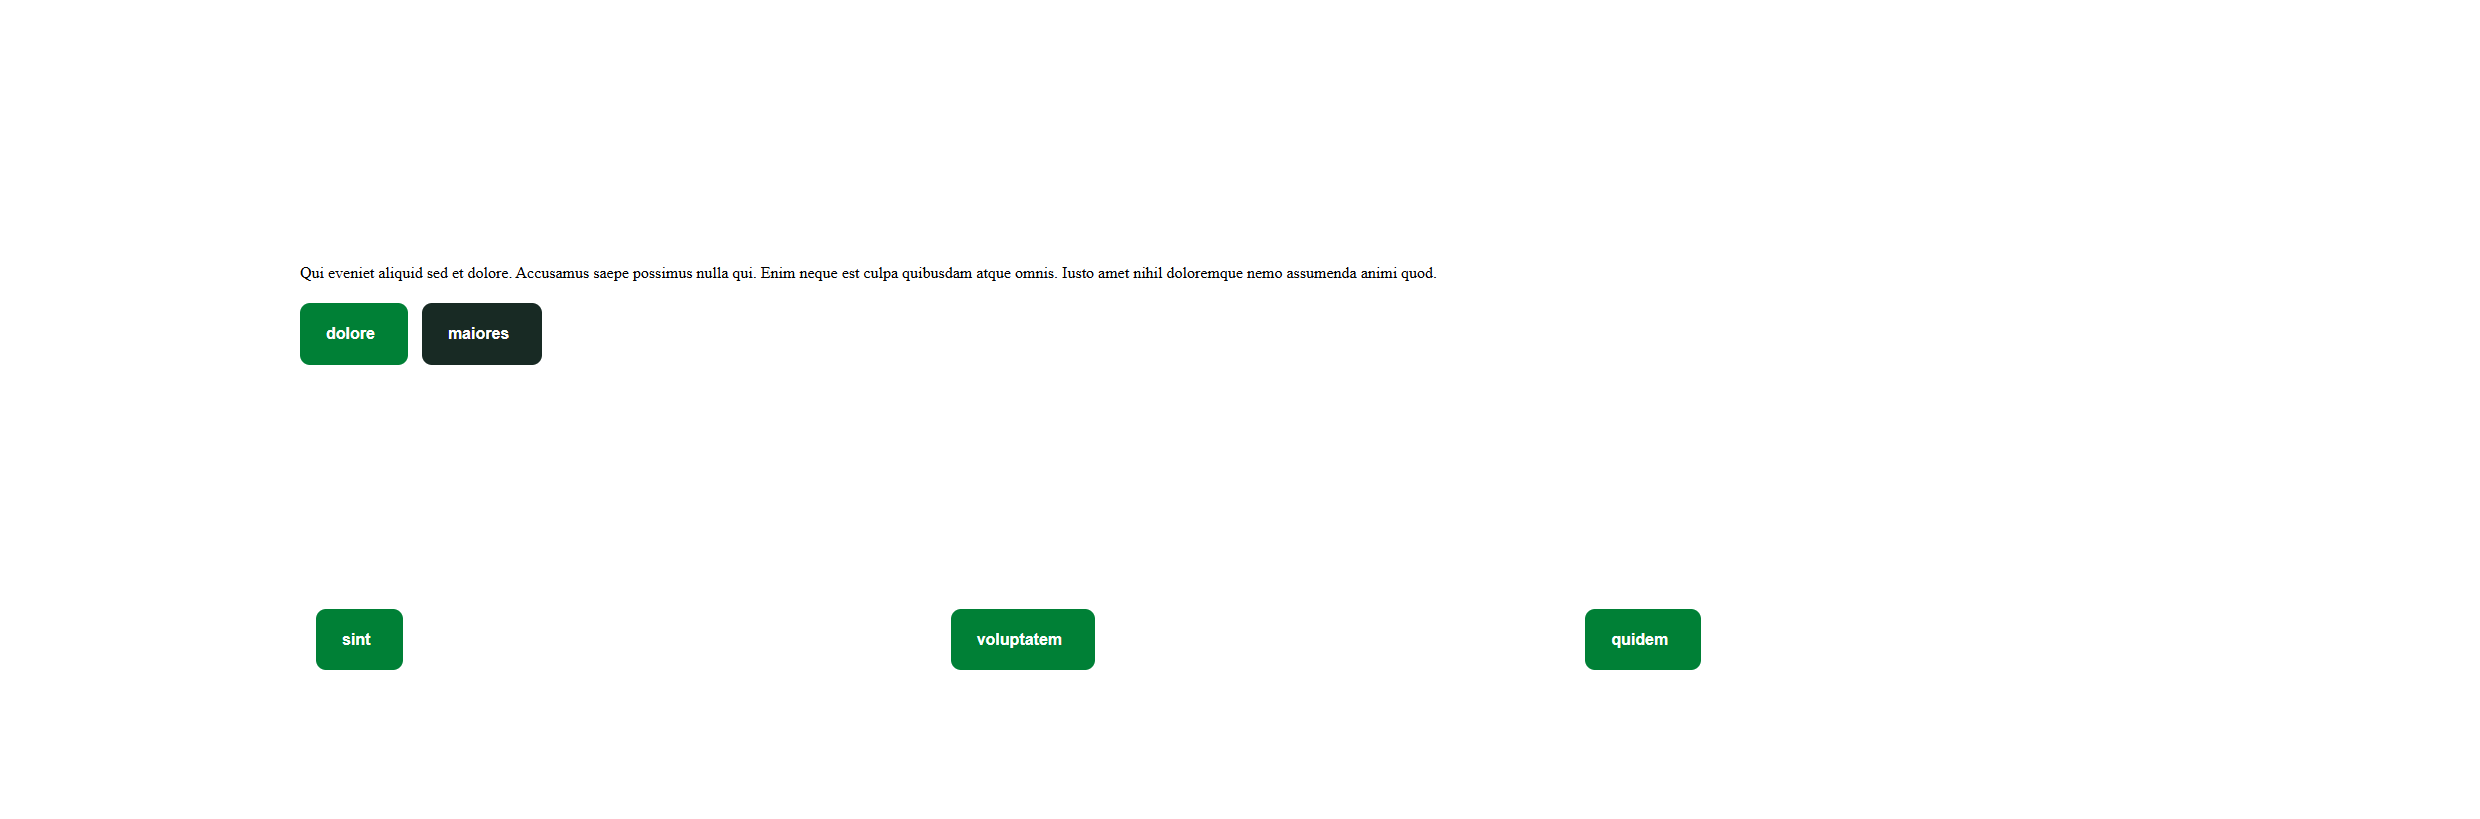 Qui eveniet aliquid sed et dolore. Accusamus saepe possimus nulla qui. Enim neque est culpa quibusdam atque omnis. Iusto amet nihil doloremque nemo assumenda animi quod.
dolore maiores
sint voluptatem quidem